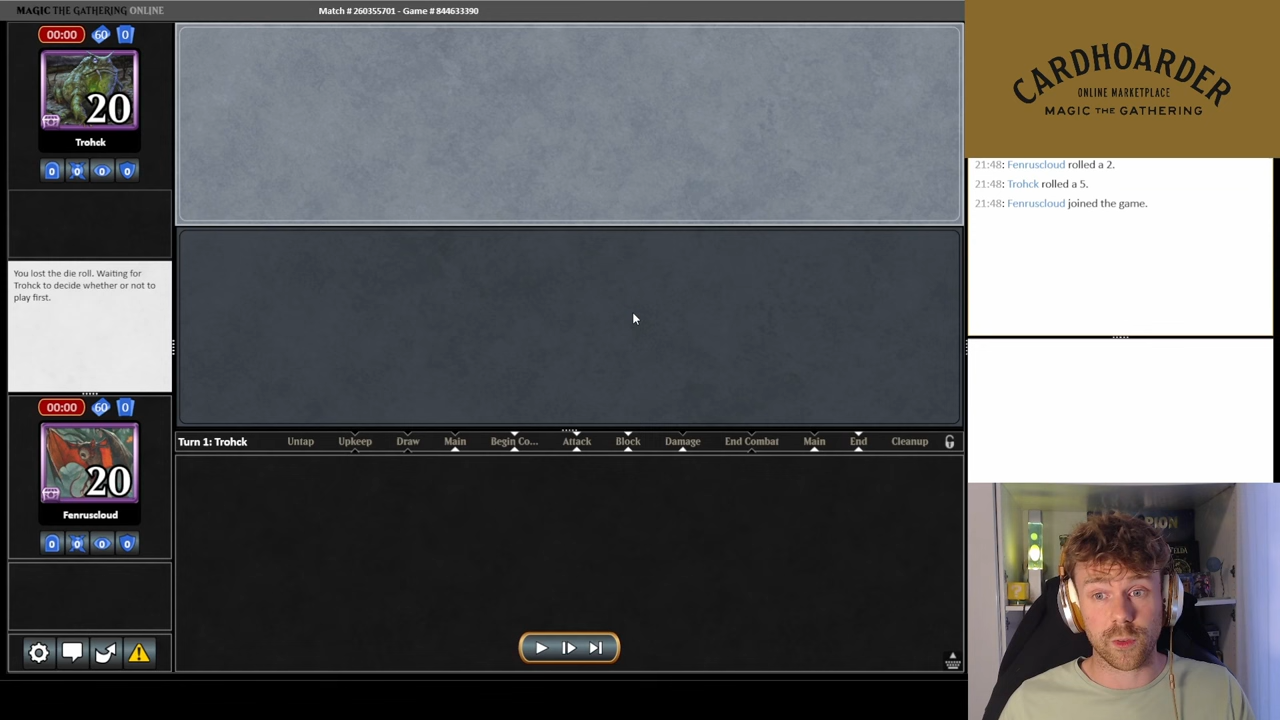 MAGIC THE GATHERING ONLINE
Match # 260355701 - Game # 844633390
00:00 60 0
20
Trohck
0 0 0 0
You lost the die roll. Waiting for
Trohck to decide whether or not to
play first.
00:00 60 0
20
Fenruscloud
0 0 0 0
Turn 1: Trohck Untap Upkeep Draw Main Begin Co... Attack Block Damage End Combat Main End Cleanup
CARDHOARDER
ONLINE MARKETPLACE
MAGIC THE GATHERING
21:48: Fenruscloud rolled a 2.
21:48: Trohck rolled a 5.
21:48: Fenruscloud joined the game.